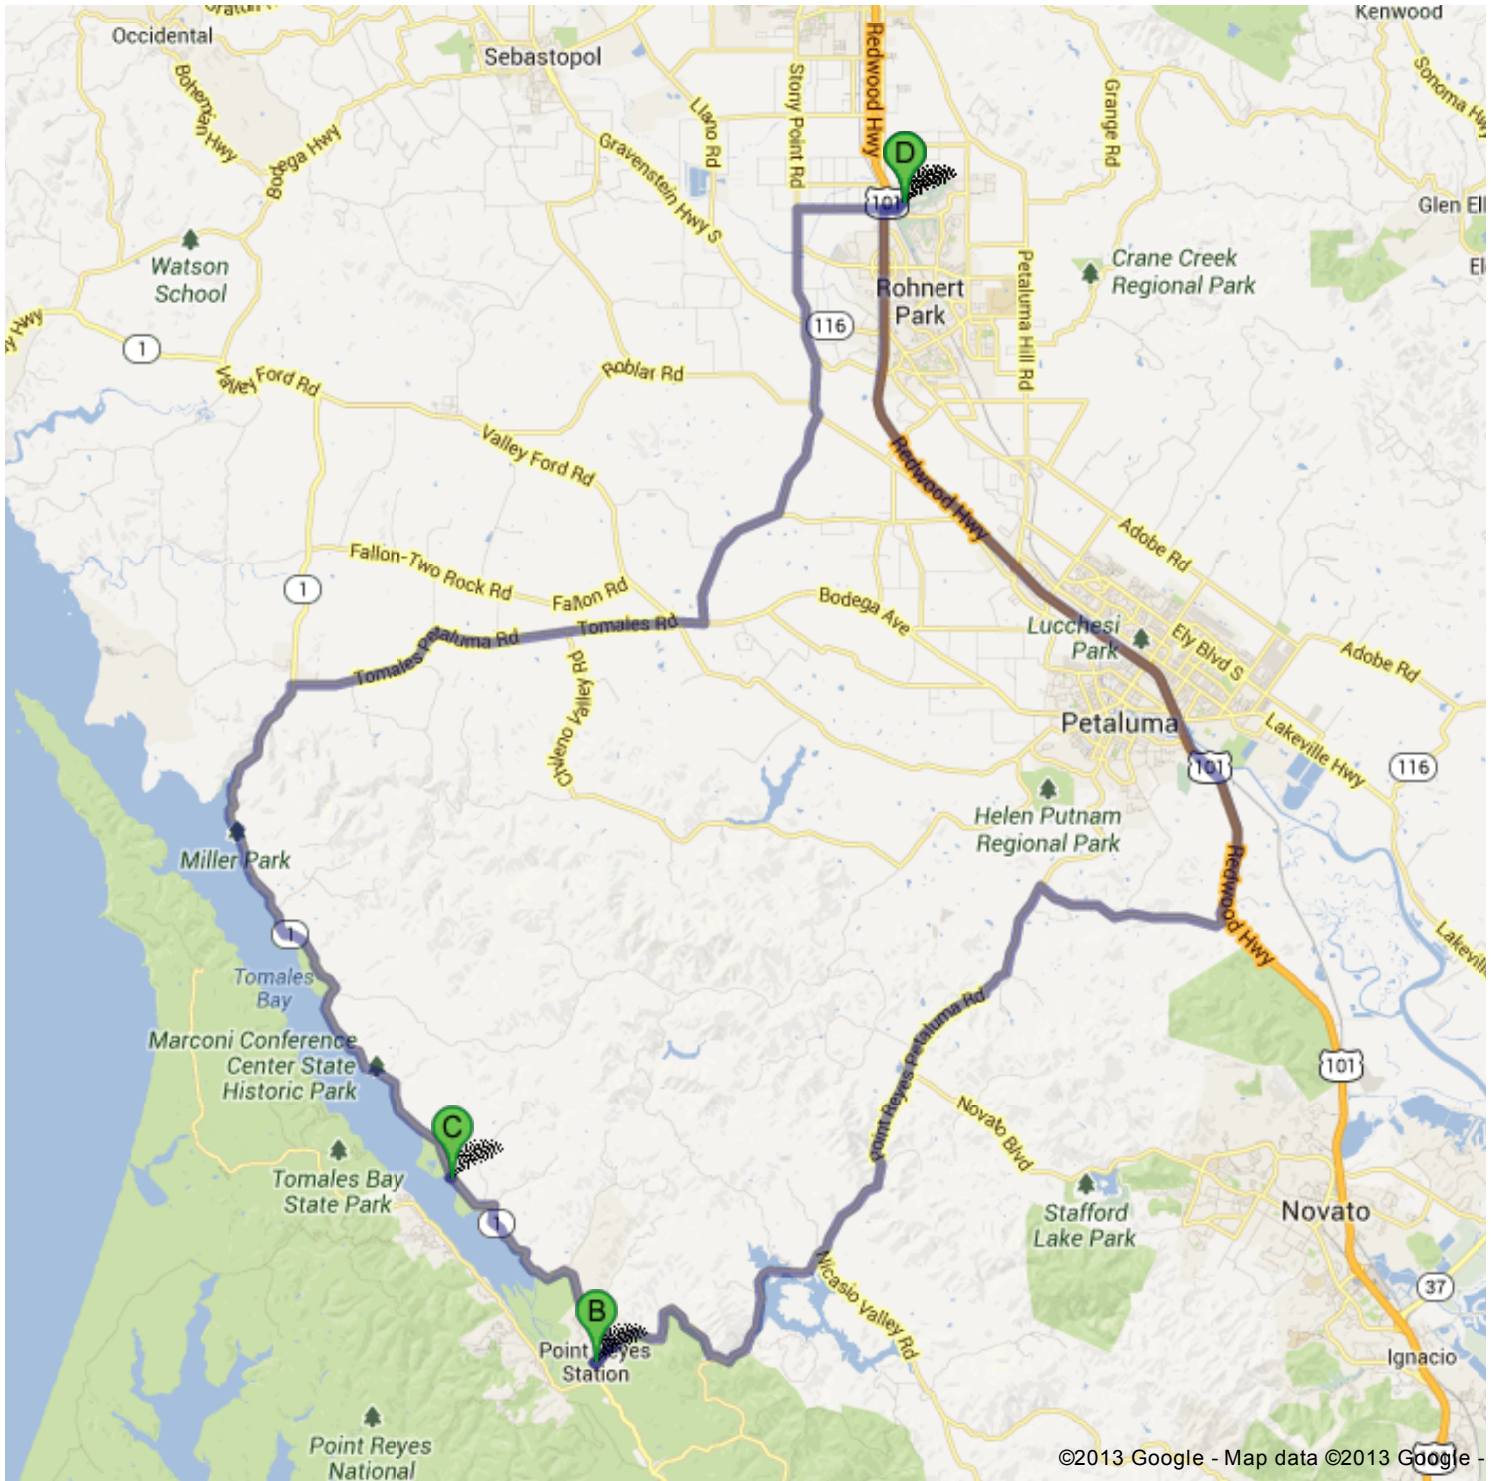 Occidental
Sebastopol
Kenwood
Bohemian Hwy
Bodega Hwy
Llano Rd
Stony Point Rd
Redwood Hwy
Grange Rd
Sonoma Hwy
Gravenstein Hwy S
D
101
Glen Ell
Watson
School
Crane Creek
Regional Park
Petaluma Hill Rd
Rohnert
Park
El
y Hwy
1
116
Valley Ford Rd
Roblar Rd
Valley Ford Rd
Redwood Hwy
Adobe Rd
Fallon-Two Rock Rd
Fallon Rd
1
Bodega Ave
Tomales Petaluma Rd
Tomales Rd
Lucchesi
Park
Ely Blvd S
Adobe Rd
Chileno Valley Rd
Petaluma
Lakeville Hwy
101
116
Helen Putnam
Regional Park
Miller Park
Redwood Hwy
1
Lakevill
Tomales
Bay
Point Reyes Petaluma Rd
Marconi Conference
Center State
Historic Park
101
Novato Blvd
C
Tomales Bay
State Park
Stafford
Lake Park
Novato
1
Nicasio Valley Rd
37
B
Point Reyes
Station
Ignacio
Point Reyes
National
101
©2013 Google - Map data ©2013 Google -